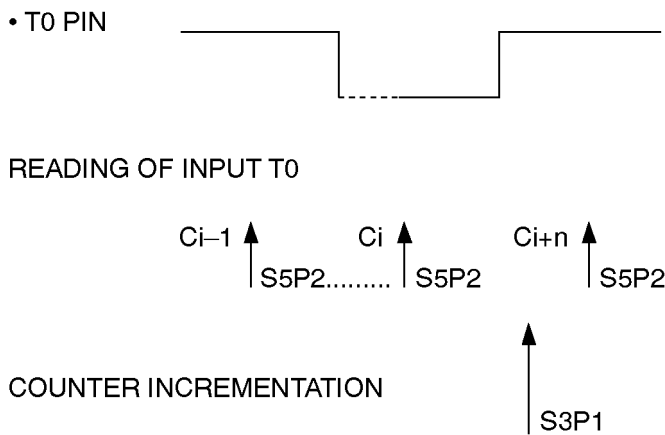 • T0 PIN
READING OF INPUT T0
Ci–1 Ci Ci+n
S5P2......... S5P2 S5P2
COUNTER INCREMENTATION
S3P1